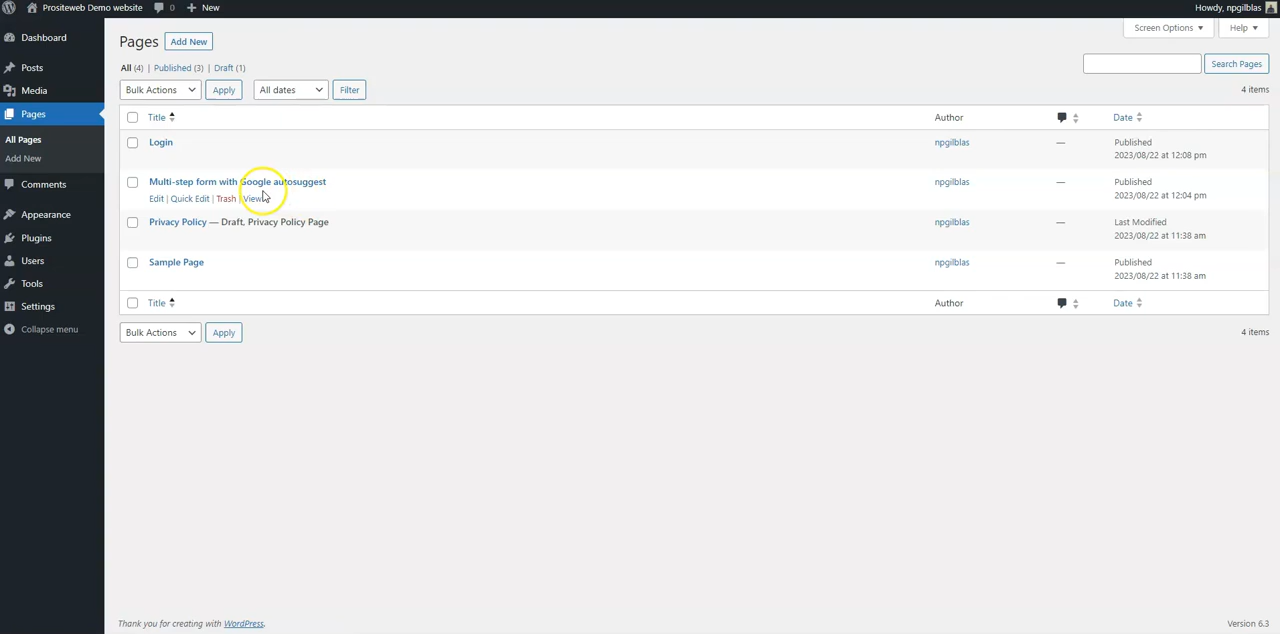 Prositeweb Demo website 0 New Howdy, npgilblas
Dashboard
Posts
Media
Pages
All Pages
Add New
Comments
Appearance
Plugins
Users
Tools
Settings
Collapse menu
Screen Options Help
Pages Add New
All (4) | Published (3) | Draft (1)
Search Pages
Bulk Actions Apply All dates Filter 4 items
Title Author Date
Login npgilblas — Published
2023/08/22 at 12:08 pm
Multi-step form with Google autosuggest npgilblas — Published
Edit | Quick Edit | Trash | View 2023/08/22 at 12:04 pm
Privacy Policy — Draft, Privacy Policy Page npgilblas — Last Modified
2023/08/22 at 11:38 am
Sample Page npgilblas — Published
2023/08/22 at 11:38 am
Title Author Date
Bulk Actions Apply 4 items
Thank you for creating with WordPress. Version 6.3